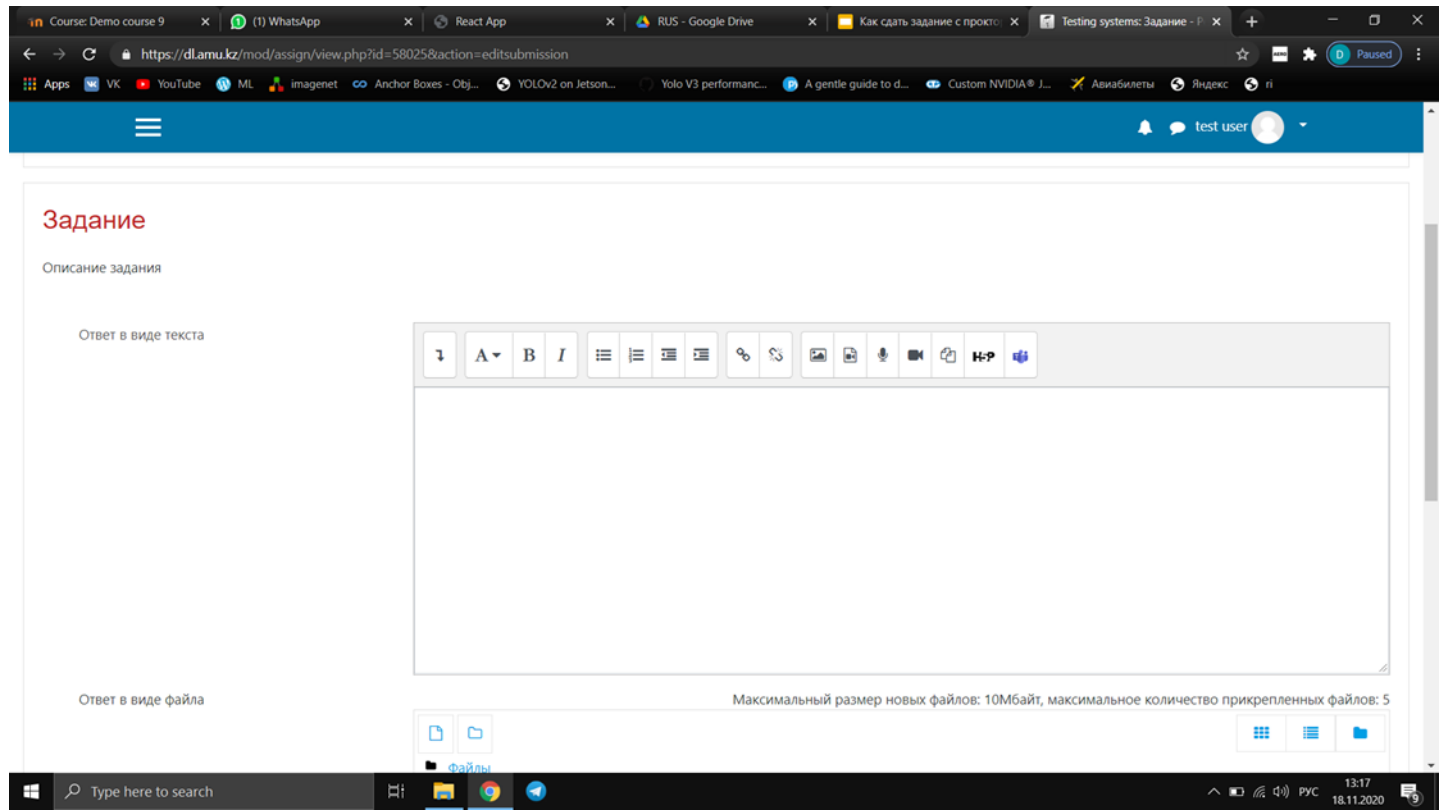 Course: Demo course 9
(1) WhatsApp
React App
RUS - Google Drive
Как сдать задание с проктор
Testing systems: Задание - P
https://dl.amu.kz/mod/assign/view.php?id=58025&action=editsubmission
D Paused
Apps VK YouTube ML imagenet Anchor Boxes - Obj... YOLOv2 on Jetson... Yolo V3 performanc... A gentle guide to d... Custom NVIDIA® J... Авиабилеты Яндекс ri
test user
Задание
Описание задания
Ответ в виде текста
A B I H-P
Ответ в виде файла
Максимальный размер новых файлов: 10Мбайт, максимальное количество прикрепленных файлов: 5
Файлы
Type here to search
РУС
13:17
18.11.2020
9